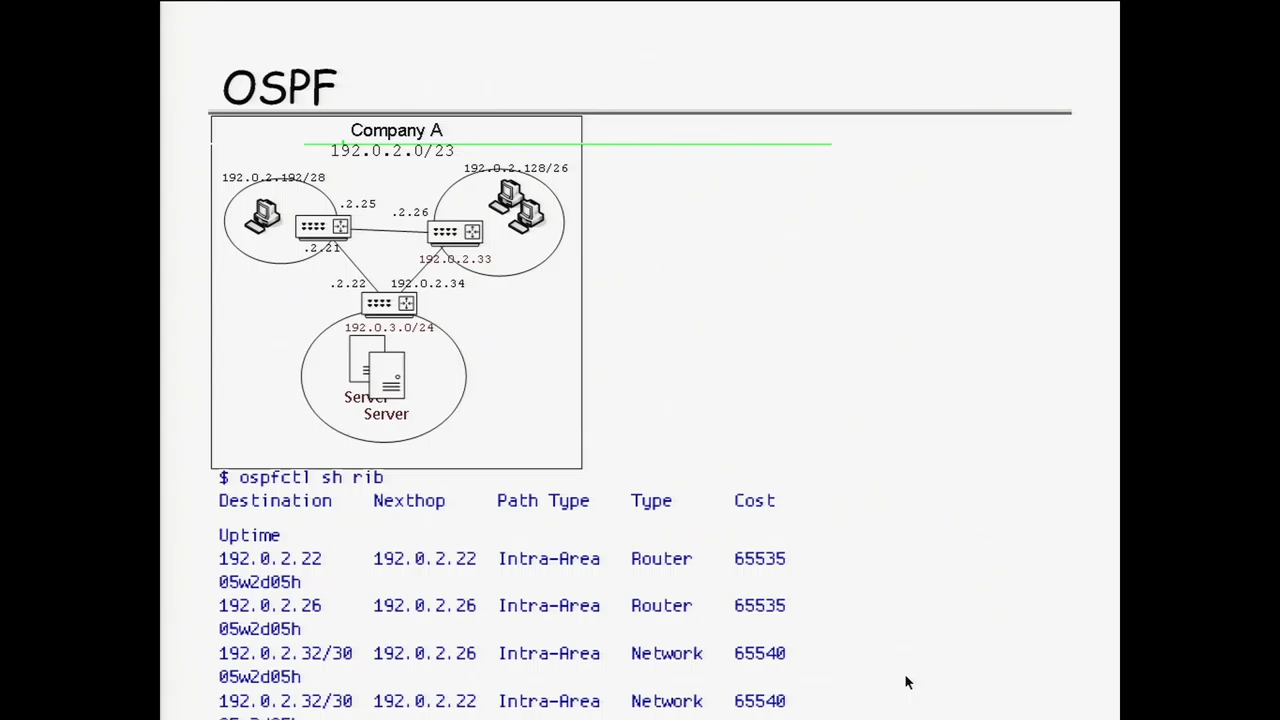 OSPF
Company A
192.0.2.0/23
192.0.2.192/28
192.0.2.128/26
.2.25
.2.26
.2.21
192.0.2.33
.2.22
192.0.2.34
192.0.3.0/24
Server
Server
$ ospfctl sh rib
Destination Nexthop Path Type Type Cost
Uptime
192.0.2.22 192.0.2.22 Intra-Area Router 65535
05w2d05h
192.0.2.26 192.0.2.26 Intra-Area Router 65535
05w2d05h
192.0.2.32/30 192.0.2.26 Intra-Area Network 65540
05w2d05h
192.0.2.32/30 192.0.2.22 Intra-Area Network 65540